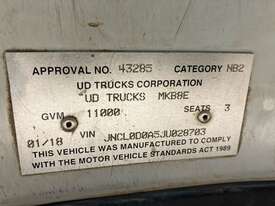 APPROVAL NO. 43285 CATEGORY NB2
UD TRUCKS CORPORATION
UD TRUCKS MKB8E
GVM 11000 SEATS 3
01/18 VIN JNCL0D0A5JU028703
THIS VEHICLE WAS MANUFACTURED TO COMPLY
WITH THE MOTOR VEHICLE STANDARDS ACT 1989